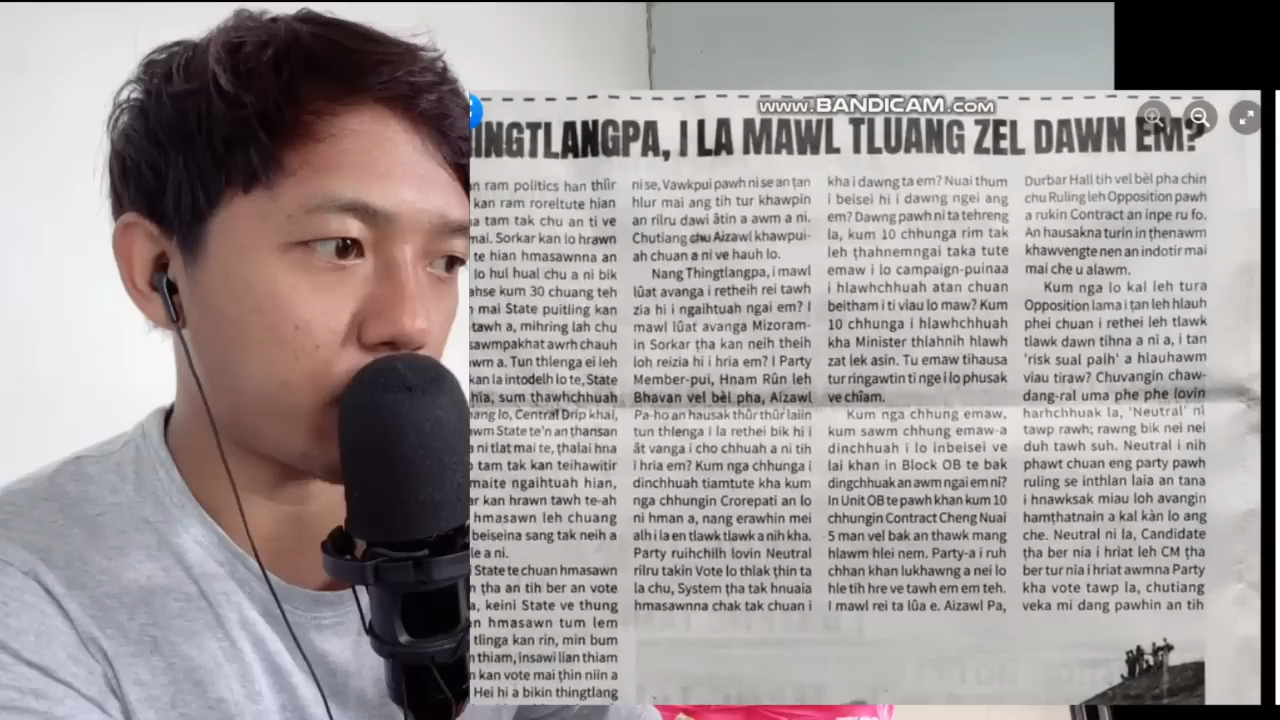 WWW.BANDICAM.COM
INGTLANGPA, I LA MAWL TLUANG ZEL DAWN EM?
n ram politics han thlir
kan ram roreltute hian
a tam tak chu an ti ve
mai. Sorkar kan lo hrawn
te hian hmasawnna an
lo hul hual chu a ni bik
ahse kum 30 chuang teh
mai State puitling kan
tawh a, mihring lah chu
sawmpakhat awrh chauh
wm a. Tun thlenga ei leh
kan la intodelh lo te, State
hia, sum thawhchhuah
ang lo, Central Drip khai,
wm State te'n an thansan
a ni tlat mai te, thalai hna
tam tak kan teihawitir
maite ngaihtuah hian,
ar kan hrawn tawh te-ah
hmasawn leh chuang
beiseina sang tak neih a
le a ni.
State te chuan hmasawn
n tha an tih ber an vote
a, keini State ve thung
n hmasawn tum lem
tlinga kan rin, min bum
thiam, insawi lian thiam
n kan vote mai thin niin a
Hei hi a bikin thingtlang
ni se, Vawkpui pawh ni se an ṭan
hlur mai ang tih tur khawpin
an rilru dawi âtin a awm a ni.
Chutiang chu Aizawl khawpui-
ah chuan a ni ve hauh lo.
Nang Thingtlangpa, i mawl
lûat avanga i retheih rei tawh
zia hi i ngaihtuah ngai em? I
mawl lûat avanga Mizoram-
in Sorkar ṭha kan neih theih
loh reizia hi i hria em? I Party
Member-pui, Hnam Rûn leh
Bhavan vel bèl pha, Aizawl
Pa-ho an hausak thûr thûr laiin
tun thlenga i la rethei bik hi i
ât vanga i cho chhuah a ni tih
i hria em? Kum nga chhunga i
dinchhuah tiamtute kha kum
nga chhungin Crorepati an lo
ni hman a, nang erawhin mei
alh i la en tlawk tlawk a nih kha.
Party ruihchilh lovin Neutral
rilru takin Vote lo thlak ṭhin ta
la chu, System ṭha tak hnuaia
hmasawnna chak tak chuan i
kha i dawng ta em? Nuai thum
i beisei hi i dawng ngei ang
em? Dawng pawh ni ta tehreng
la, kum 10 chhunga rim tak
leh ṭhahnemngai taka tute
emaw i lo campaign-puinaa
i hlawhchhuah atan chuan
beitham i ti viau lo maw? Kum
10 chhunga i hlawhchhuah
kha Minister thlahnih hlawh
zat lek asin. Tu emaw tihausa
tur ringawtin ti nge i lo phusak
ve chîam.
Kum nga chhung emaw,
kum sawm chhung emaw-a
dinchhuah i lo inbeisei ve
lai khan in Block OB te bak
dingchhuak an awm ngai em ni?
In Unit OB te pawh khan kum 10
chhungin Contract Cheng Nuai
5 man vel bak an thawk mang
hlawm hlei nem. Party-a i ruh
chhan khan lukhawng a nei lo
hle tih hre ve tawh em em teh.
I mawl rei ta lûa e. Aizawl Pa,
Durbar Hall tih vel bèl pha chin
chu Ruling leh Opposition pawh
a rukin Contract an inpe ru fo.
An hausakna turin in ṭhenawm
khawvengte nen an indotir mai
mai che u alawm.
Kum nga lo kal leh tura
Opposition lama i ṭan leh hlauh
phei chuan i rethei leh tlawk
tlawk dawn tihna a ni a, i tan
'risk sual palh' a hlauhawm
viau tiraw? Chuvangin chaw-
dang-ral uma phe phe lovin
harhchhuak la, 'Neutral' ni
tawp rawh; rawng bik nei nei
duh tawh suh. Neutral i nih
phawt chuan eng party pawh
ruling se inthlan laia an tana
i hnawksak miau loh avangin
hamṭhatnain a kal kàn lo ang
che. Neutral ni la, Candidate
ṭha ber nia i hriat leh CM ṭha
ber tur nia i hriat awmna Party
kha vote tawp la, chutiang
veka mi dang pawhin an tih